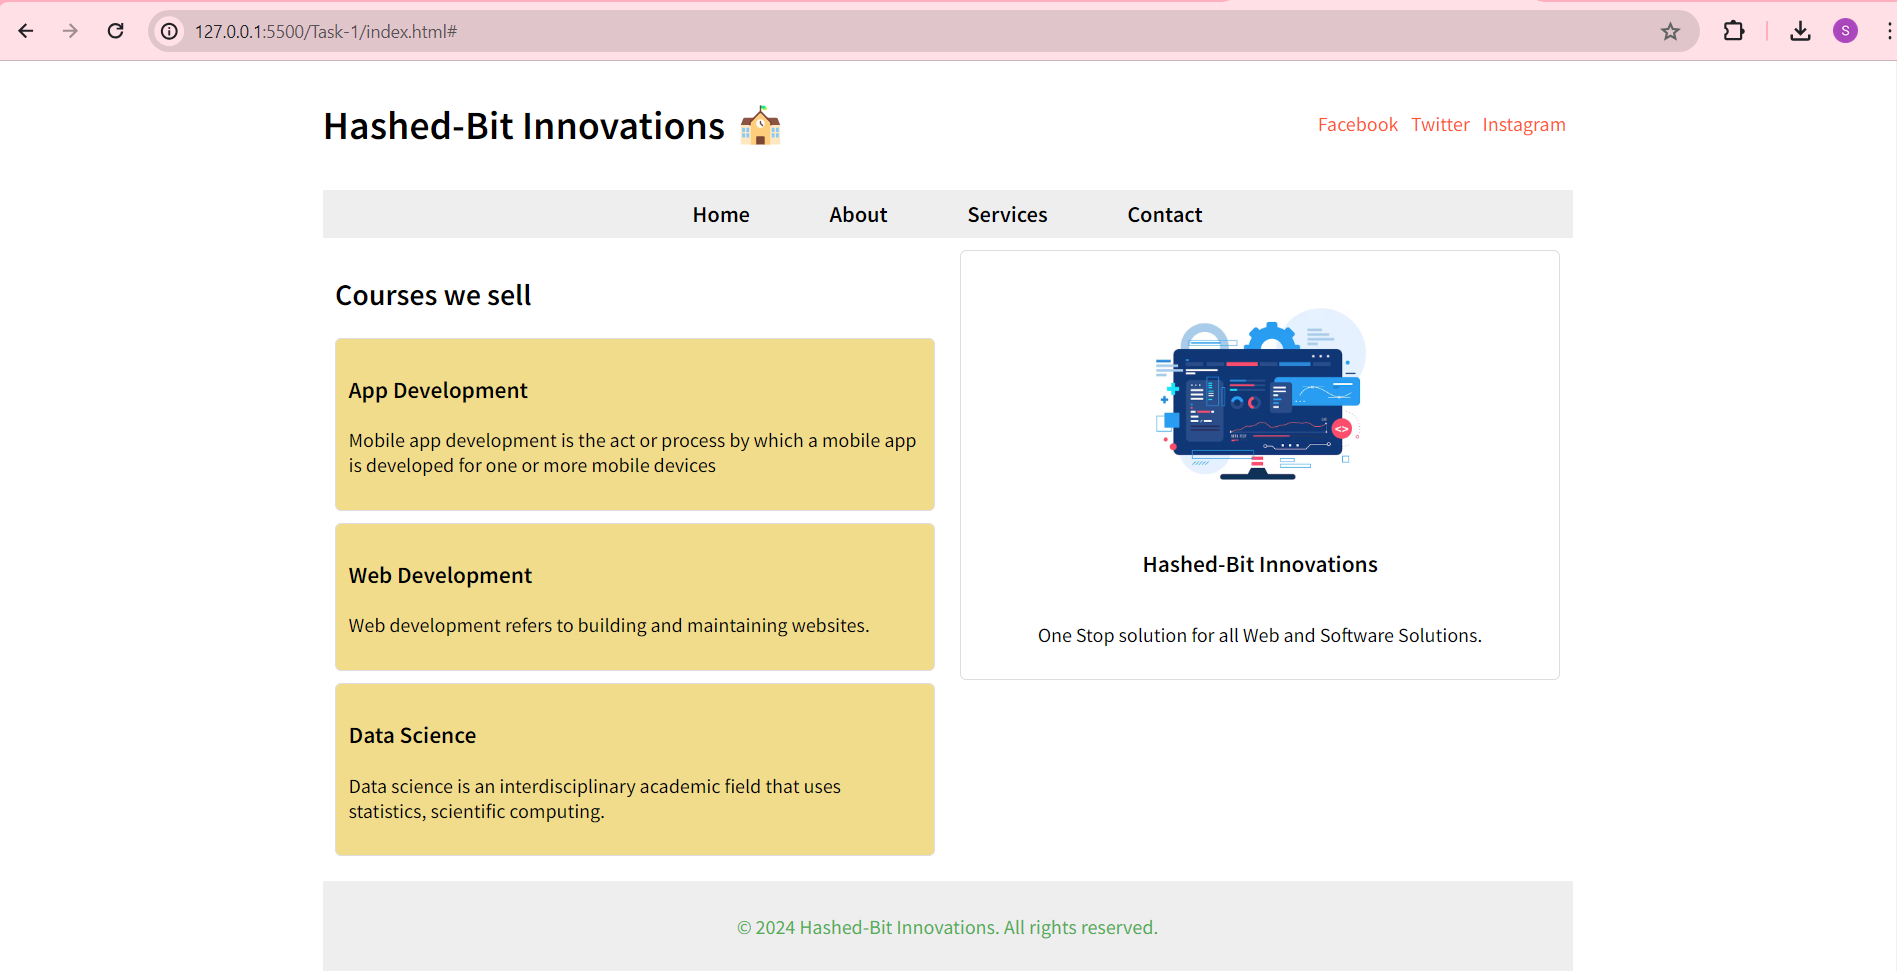 127.0.0.1:5500/Task-1/index.html#
S
Hashed-Bit Innovations
Facebook Twitter Instagram
Home About Services Contact
Courses we sell
App Development
Mobile app development is the act or process by which a mobile app
is developed for one or more mobile devices
Web Development
Web development refers to building and maintaining websites.
Data Science
Data science is an interdisciplinary academic field that uses
statistics, scientific computing.
</>
Hashed-Bit Innovations
One Stop solution for all Web and Software Solutions.
© 2024 Hashed-Bit Innovations. All rights reserved.